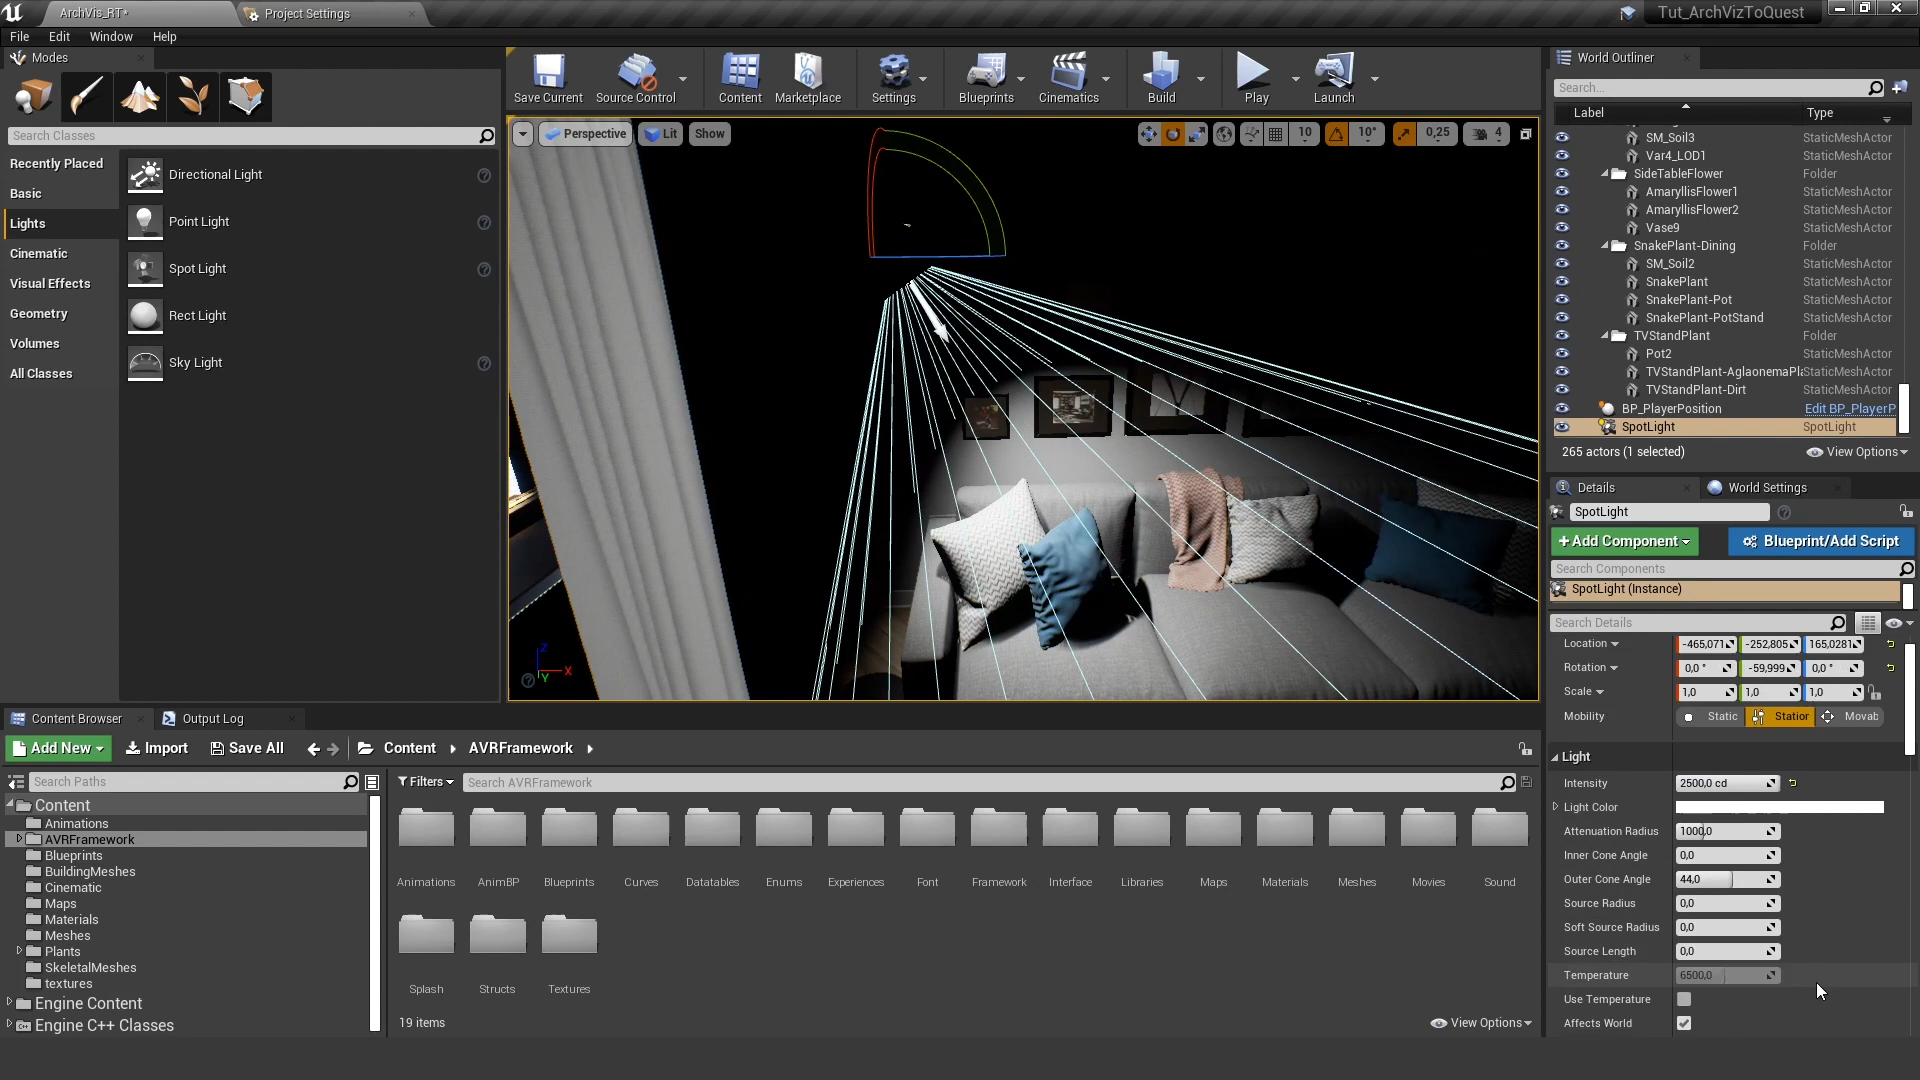 ArchVis_RT*
Project Settings
Tut_ArchVizToQuest
File Edit Window Help
Modes
Search Classes
Recently Placed
Basic
Lights
Cinematic
Visual Effects
Geometry
Volumes
All Classes
Directional Light
Point Light
Spot Light
Rect Light
Sky Light
Save Current
Source Control
Content
Marketplace
Settings
Blueprints
Cinematics
Build
Play
Launch
Perspective
Lit
Show
10
10°
0,25
4
Z
X
Y
World Outliner
Search...
Label Type
SM_Soil3 StaticMeshActor
Var4_LOD1 StaticMeshActor
SideTableFlower Folder
AmaryllisFlower1 StaticMeshActor
AmaryllisFlower2 StaticMeshActor
Vase9 StaticMeshActor
SnakePlant-Dining Folder
SM_Soil2 StaticMeshActor
SnakePlant StaticMeshActor
SnakePlant-Pot StaticMeshActor
SnakePlant-PotStand StaticMeshActor
TVStandPlant Folder
Pot2 StaticMeshActor
TVStandPlant-AglaonemaPla StaticMeshActor
TVStandPlant-Dirt StaticMeshActor
BP_PlayerPosition Edit BP_PlayerP
SpotLight SpotLight
265 actors (1 selected)
View Options
Details
World Settings
SpotLight
+Add Component
Blueprint/Add Script
Search Components
SpotLight (Instance)
Search Details
Location -465,071 -252,805 165,0281
Rotation 0,0 ° -59,999 0,0 °
Scale 1,0 1,0 1,0
Mobility Static Station Movab
Light
Intensity 2500,0 cd
Light Color
Attenuation Radius 1000,0
Inner Cone Angle 0,0
Outer Cone Angle 44,0
Source Radius 0,0
Soft Source Radius 0,0
Source Length 0,0
Temperature 6500,0
Use Temperature
Affects World
Content Browser
Output Log
Add New
Import
Save All
Content
AVRFramework
Search Paths
Filters
Search AVRFramework
Content
Animations
AVRFramework
Blueprints
BuildingMeshes
Cinematic
Maps
Materials
Meshes
Plants
SkeletalMeshes
textures
Engine Content
Engine C++ Classes
Animations
AnimBP
Blueprints
Curves
Datatables
Enums
Experiences
Font
Framework
Interface
Libraries
Maps
Materials
Meshes
Movies
Sound
Splash
Structs
Textures
19 items
View Options